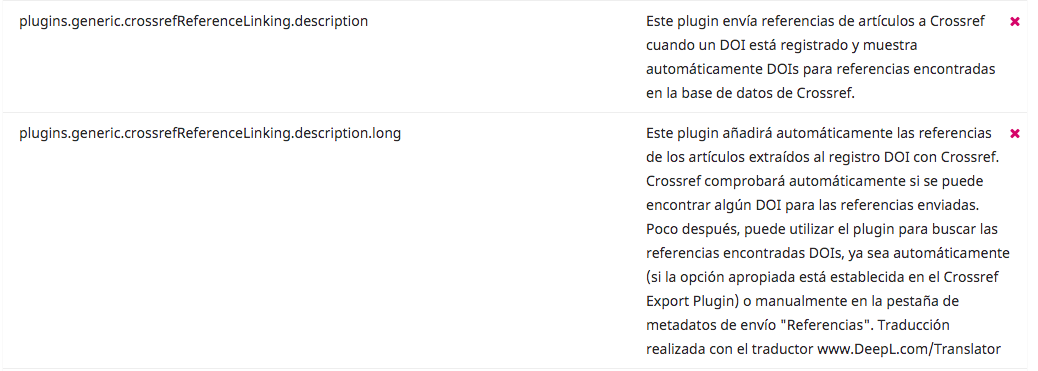 plugins.generic.crossrefReferenceLinking.description
Este plugin envía referencias de artículos a Crossref
cuando un DOI está registrado y muestra
automáticamente DOIs para referencias encontradas
en la base de datos de Crossref.
plugins.generic.crossrefReferenceLinking.description.long
Este plugin añadirá automáticamente las referencias
de los artículos extraídos al registro DOI con Crossref.
Crossref comprobará automáticamente si se puede
encontrar algún DOI para las referencias enviadas.
Poco después, puede utilizar el plugin para buscar las
referencias encontradas DOIs, ya sea automáticamente
(si la opción apropiada está establecida en el Crossref
Export Plugin) o manualmente en la pestaña de
metadatos de envío "Referencias". Traducción
realizada con el traductor www.DeepL.com/Translator